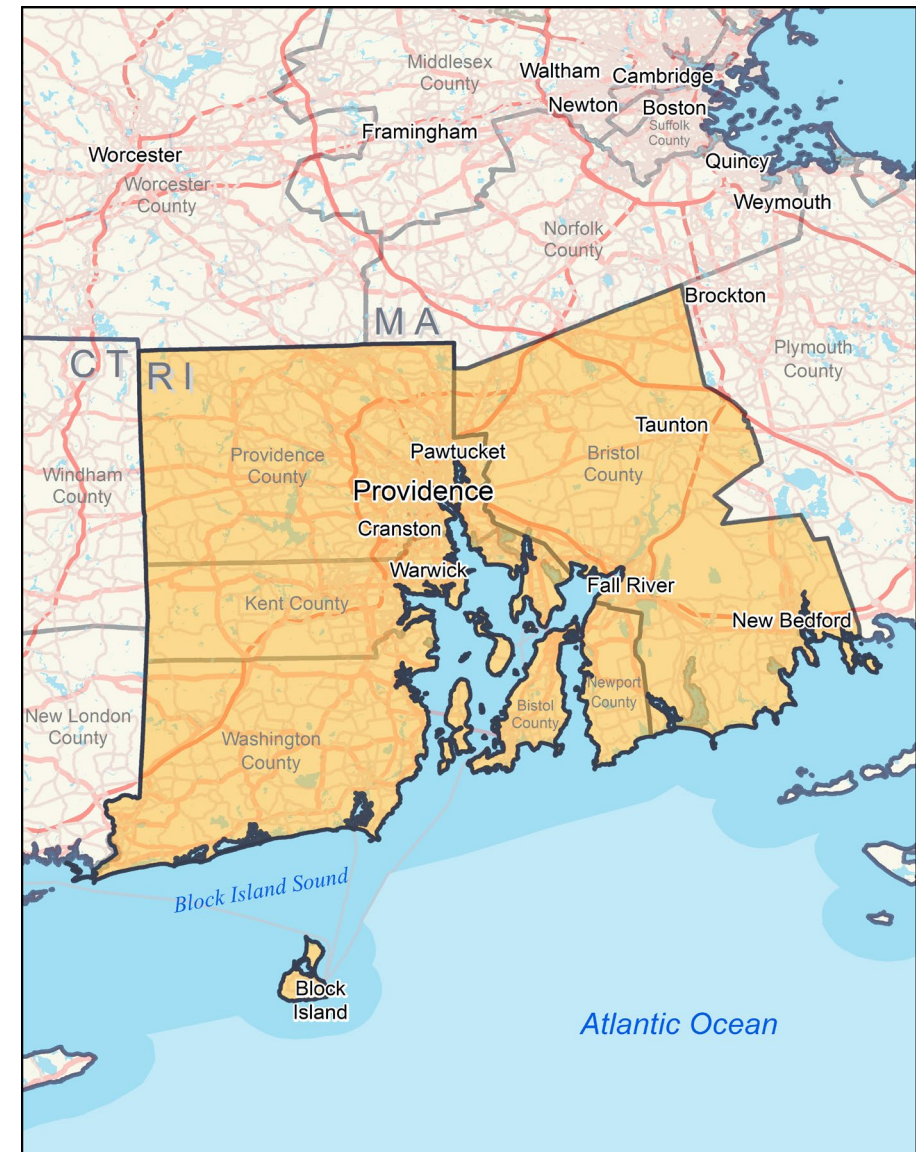 Middlesex
County
Waltham
Cambridge
Newton
Boston
Suffolk
County
Framingham
Worcester
Worcester
County
Quincy
Weymouth
Norfolk
County
Brockton
MA
CT
RI
Plymouth
County
Taunton
Pawtucket
Bristol
County
Providence
County
Windham
County
Providence
Cranston
Warwick
Fall River
Kent County
New Bedford
Newport
County
Bistol
County
New London
County
Washington
County
Block Island Sound
Block
Island
Atlantic Ocean